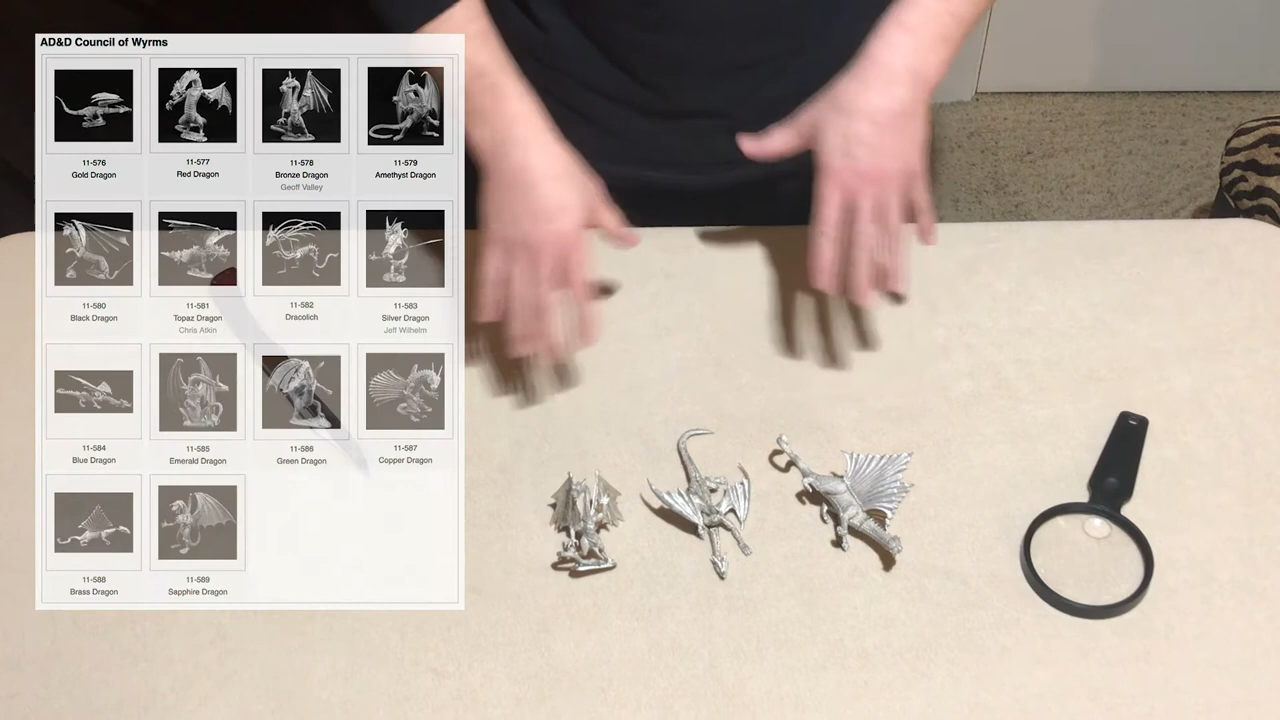 AD&D Council of Wyrms
11-576
Gold Dragon
11-577
Red Dragon
11-578
Bronze Dragon
Geoff Valley
11-579
Amethyst Dragon
11-580
Black Dragon
11-581
Topaz Dragon
Chris Atkin
11-582
Dracolich
11-583
Silver Dragon
Jeff Wilhelm
11-584
Blue Dragon
11-585
Emerald Dragon
11-586
Green Dragon
11-587
Copper Dragon
11-588
Brass Dragon
11-589
Sapphire Dragon